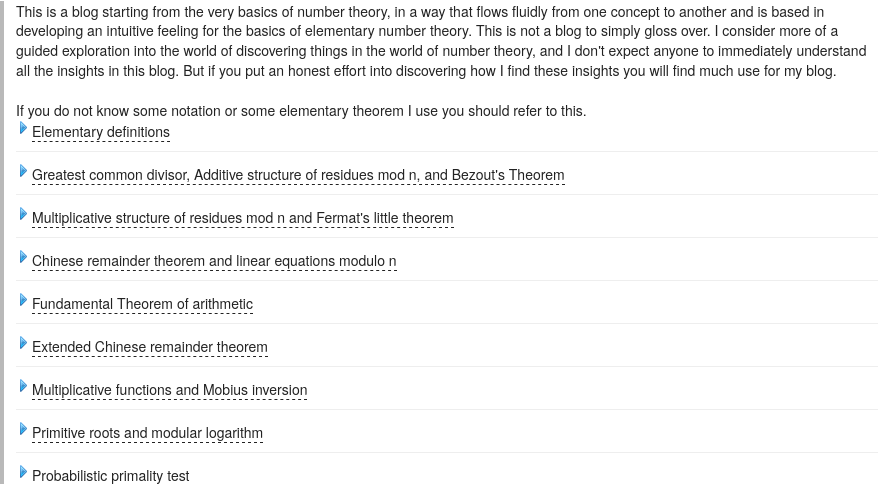 This is a blog starting from the very basics of number theory, in a way that flows fluidly from one concept to another and is based in
developing an intuitive feeling for the basics of elementary number theory. This is not a blog to simply gloss over. I consider more of a
guided exploration into the world of discovering things in the world of number theory, and I don't expect anyone to immediately understand
all the insights in this blog. But if you put an honest effort into discovering how I find these insights you will find much use for my blog.
If you do not know some notation or some elementary theorem I use you should refer to this.
Elementary definitions
Greatest common divisor, Additive structure of residues mod n, and Bezout's Theorem
Multiplicative structure of residues mod n and Fermat's little theorem
Chinese remainder theorem and linear equations modulo n
Fundamental Theorem of arithmetic
Extended Chinese remainder theorem
Multiplicative functions and Mobius inversion
Primitive roots and modular logarithm
Probabilistic primality test